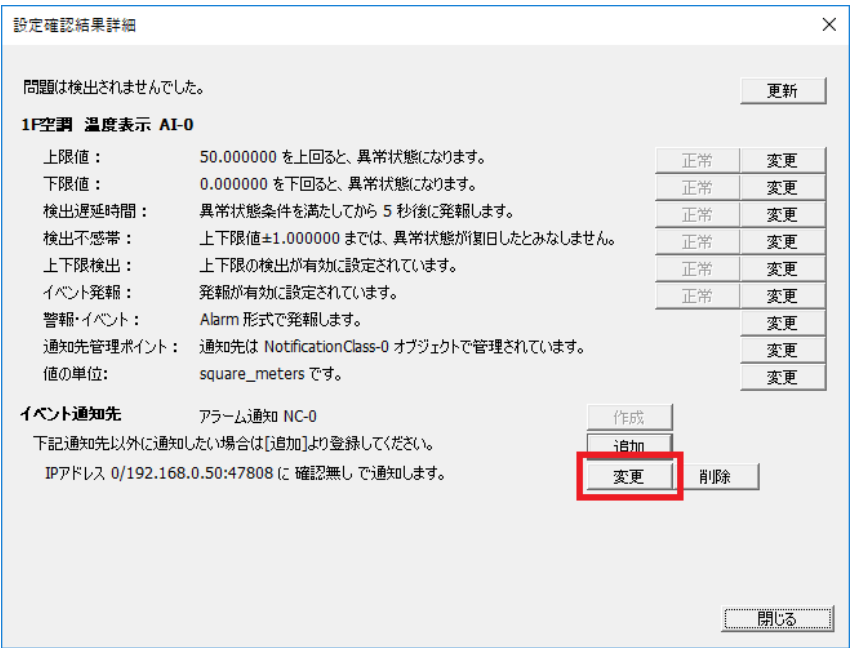 設定確認結果詳細
問題は検出されませんでした。 更新
1F空調 温度表示 AI-0
上限値： 50.000000 を上回ると、異常状態になります。 正常 変更
下限値： 0.000000 を下回ると、異常状態になります。 正常 変更
検出遅延時間： 異常状態条件を満たしてから 5 秒後に発報します。 正常 変更
検出不感帯： 上下限値±1.000000 までは、異常状態が復旧したとみなしません。 正常 変更
上下限検出： 上下限の検出が有効に設定されています。 正常 変更
イベント発報： 発報が有効に設定されています。 正常 変更
警報・イベント： Alarm 形式で発報します。 変更
通知先管理ポイント： 通知先は NotificationClass-0 オブジェクトで管理されています。 変更
値の単位: square_meters です。 変更
イベント通知先 アラーム通知 NC-0 作成
下記通知先以外に通知したい場合は[追加]より登録してください。 追加
IPアドレス 0/192.168.0.50:47808 に 確認無し で通知します。 変更 削除
閉じる